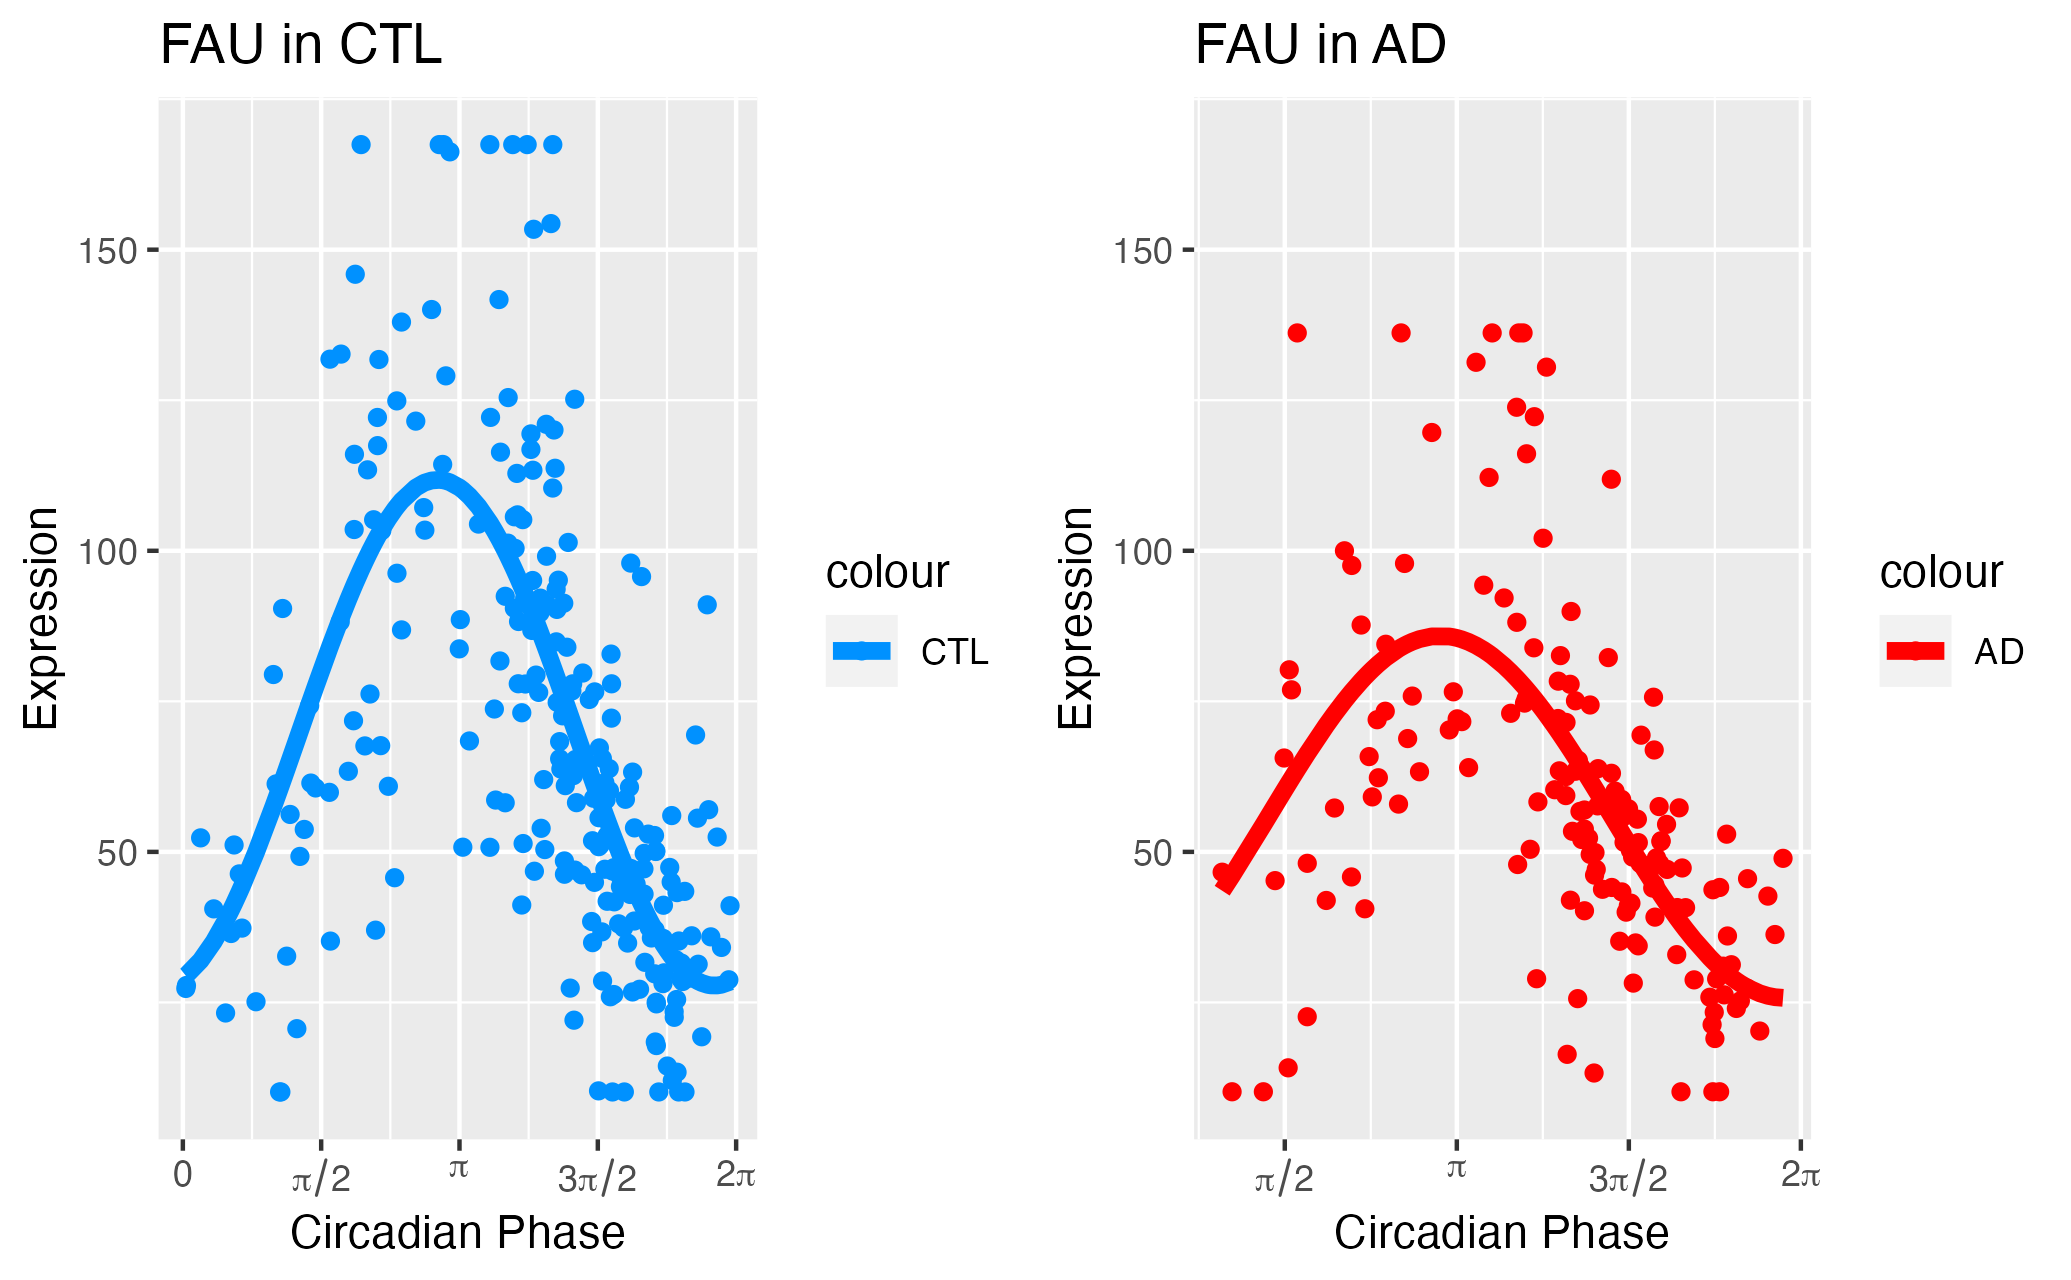 FAU in CTL
150
100
50
Expression
0
π/2
π
3π/2
2π
Circadian Phase
colour
CTL
FAU in AD
150
100
50
Expression
π/2
π
3π/2
2π
Circadian Phase
colour
AD